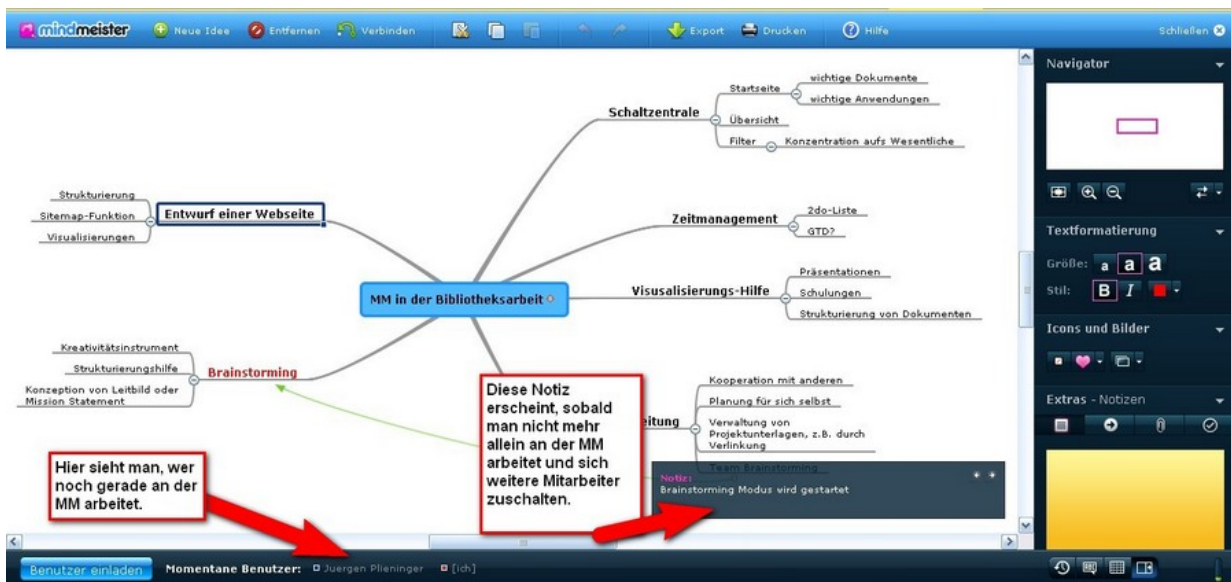 mindmeister
Neue Idee
Entfernen
Verbinden
Export
Drucken
Hilfe
Schließen
Strukturierung
Sitemap-Funktion
Visualisierungen
Entwurf einer Webseite
Kreativitätsinstrument
Strukturierungshilfe
Konzeption von Leitbild oder
Mission Statement
Brainstorming
MM in der Bibliotheksarbeit
Schaltzentrale
Startseite
wichtige Dokumente
wichtige Anwendungen
Übersicht
Filter
Konzentration aufs Wesentliche
Zeitmanagement
2do-Liste
GTD?
Visusalisierungs-Hilfe
Präsentationen
Schulungen
Strukturierung von Dokumenten
eitung
Kooperation mit anderen
Planung für sich selbst
Verwaltung von
Projektunterlagen, z.B. durch
Verlinkung
Team Brainstorming
Diese Notiz
erscheint, sobald
man nicht mehr
allein an der MM
arbeitet und sich
weitere Mitarbeiter
zuschalten.
Notiz:
Brainstorming Modus wird gestartet
Hier sieht man, wer
noch gerade an der
MM arbeitet.
Navigator
Textformatierung
Größe: a a a
Stil: B I
Icons und Bilder
Extras - Notizen
Benutzer einladen
Momentane Benutzer: Juergen Plieninger [ich]